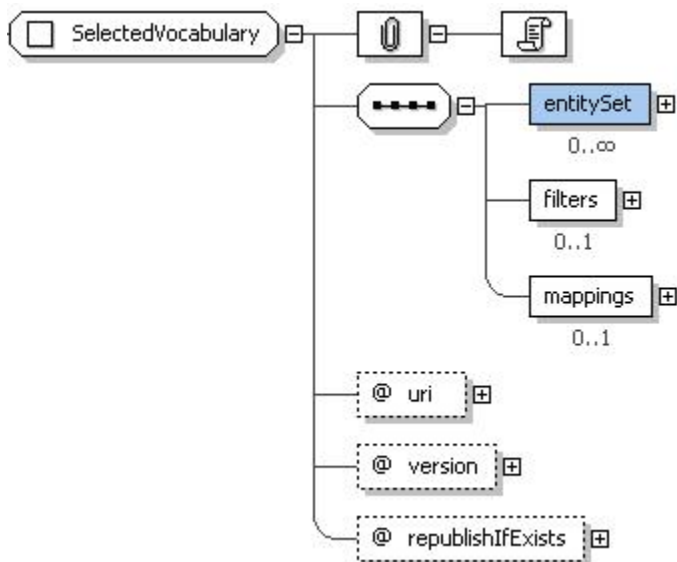 SelectedVocabulary
entitySet
0..∞
filters
0..1
mappings
0..1
@ uri
@ version
@ republishIfExists